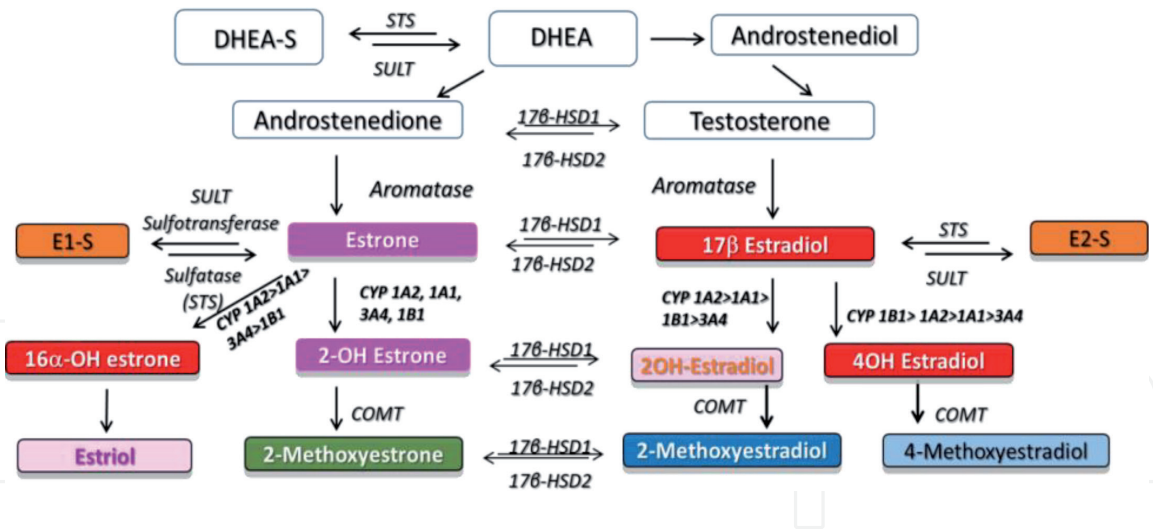 DHEA-S
STS
SULT
DHEA
Androstenediol
Androstenedione
17β-HSD1
17β-HSD2
Testosterone
Aromatase
Aromatase
SULT
Sulfotransferase
E1-S
Estrone
17β-HSD1
17β-HSD2
17β Estradiol
STS
SULT
E2-S
Sulfatase
(STS)
CYP 1A2>1A1>
3A4>1B1
CYP 1A2, 1A1,
3A4, 1B1
CYP 1A2>1A1>
1B1>3A4
CYP 1B1> 1A2>1A1>3A4
16α-OH estrone
2-OH Estrone
17β-HSD1
17β-HSD2
2OH-Estradiol
4OH Estradiol
COMT
COMT
COMT
Estriol
2-Methoxyestrone
17β-HSD1
17β-HSD2
2-Methoxyestradiol
4-Methoxyestradiol